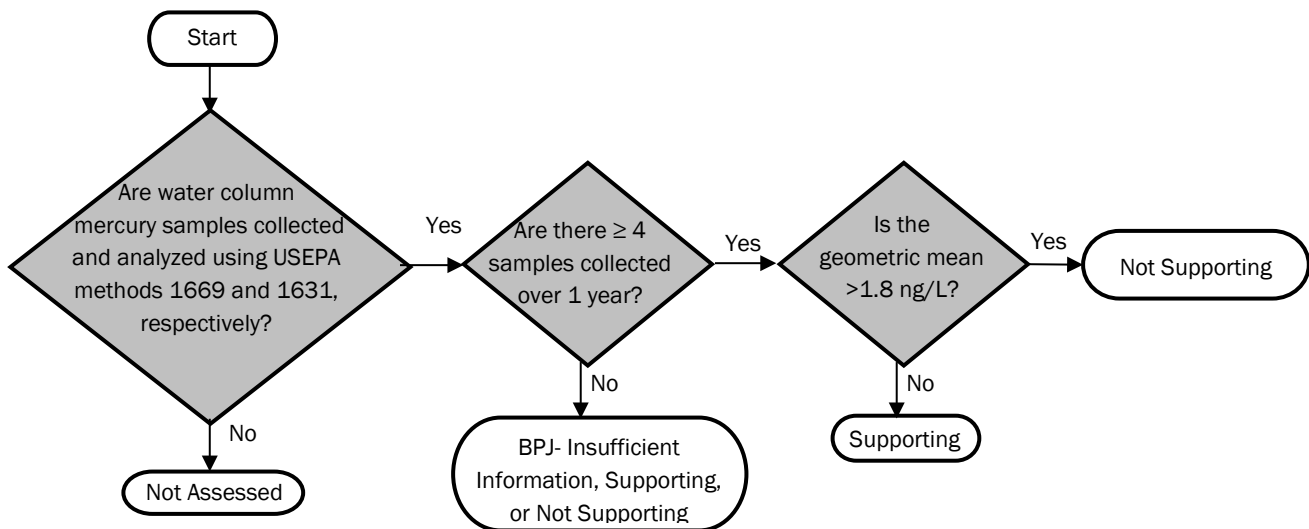 Start
Are water column
mercury samples collected
and analyzed using USEPA
methods 1669 and 1631,
respectively?
Yes
No
Not Assessed
Are there ≥ 4
samples collected
over 1 year?
Yes
No
BPJ- Insufficient
Information, Supporting,
or Not Supporting
Is the
geometric mean
>1.8 ng/L?
Yes
Not Supporting
No
Supporting